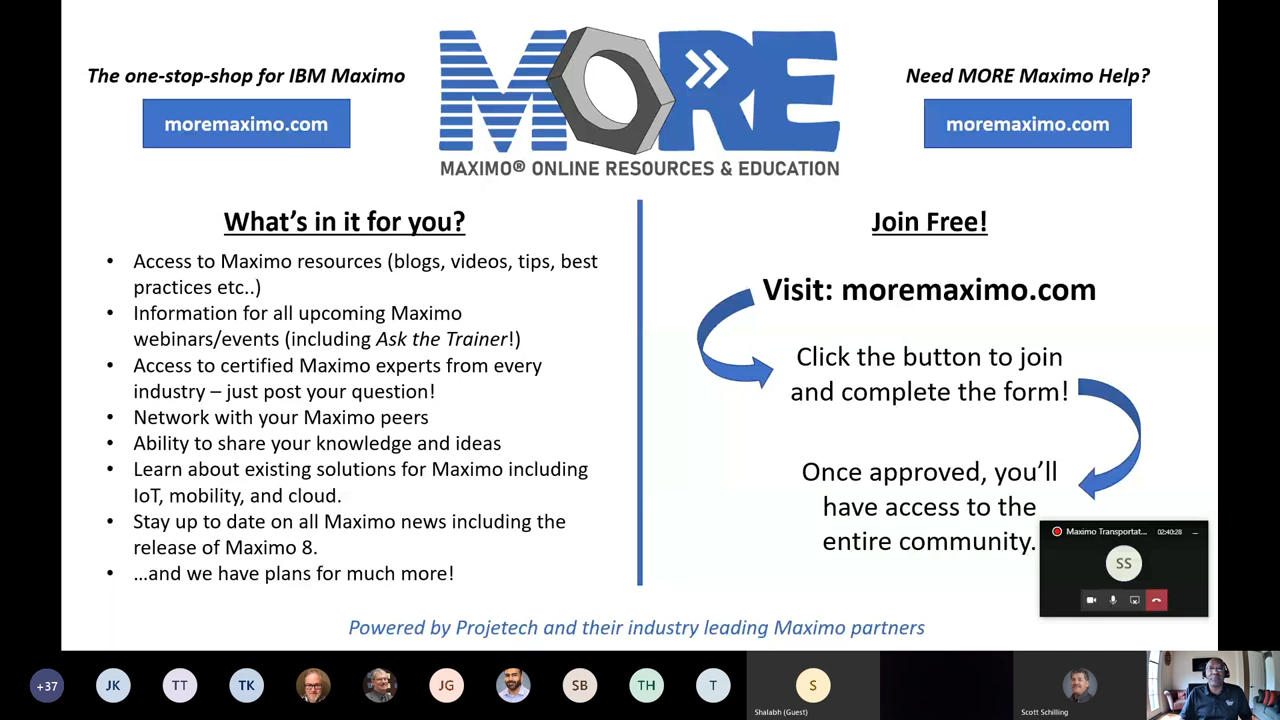 The one-stop-shop for IBM Maximo
moremaximo.com
MORE
MAXIMO® ONLINE RESOURCES & EDUCATION
Need MORE Maximo Help?
moremaximo.com
What's in it for you?
• Access to Maximo resources (blogs, videos, tips, best
practices etc..)
• Information for all upcoming Maximo
webinars/events (including Ask the Trainer!)
• Access to certified Maximo experts from every
industry – just post your question!
• Network with your Maximo peers
• Ability to share your knowledge and ideas
• Learn about existing solutions for Maximo including
IoT, mobility, and cloud.
• Stay up to date on all Maximo news including the
release of Maximo 8.
• …and we have plans for much more!
Join Free!
Visit: moremaximo.com
Click the button to join
and complete the form!
Once approved, you'll
have access to the
entire community.
Maximo Transportat... 02:40:28
SS
Powered by Projetech and their industry leading Maximo partners
+37 JK TT TK JG SB TH T S
Shalabh (Guest)
Scott Schilling